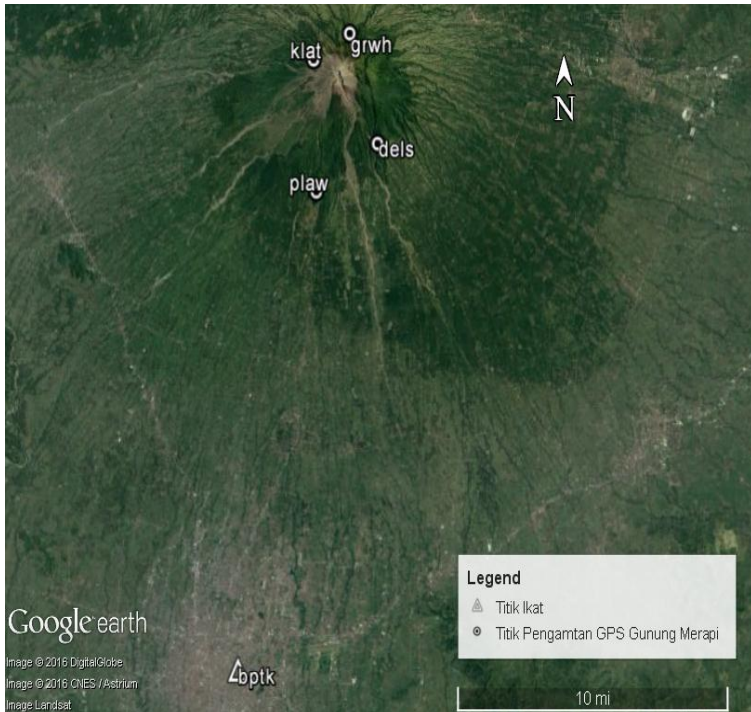 klat
grwh
N
dels
plaw
Legend
Titik Ikat
Titik Pengamtan GPS Gunung Merapi
Google earth
Image © 2016 DigitalGlobe
Image © 2016 CNES / Astrium
Image Landsat
bptk
10 mi